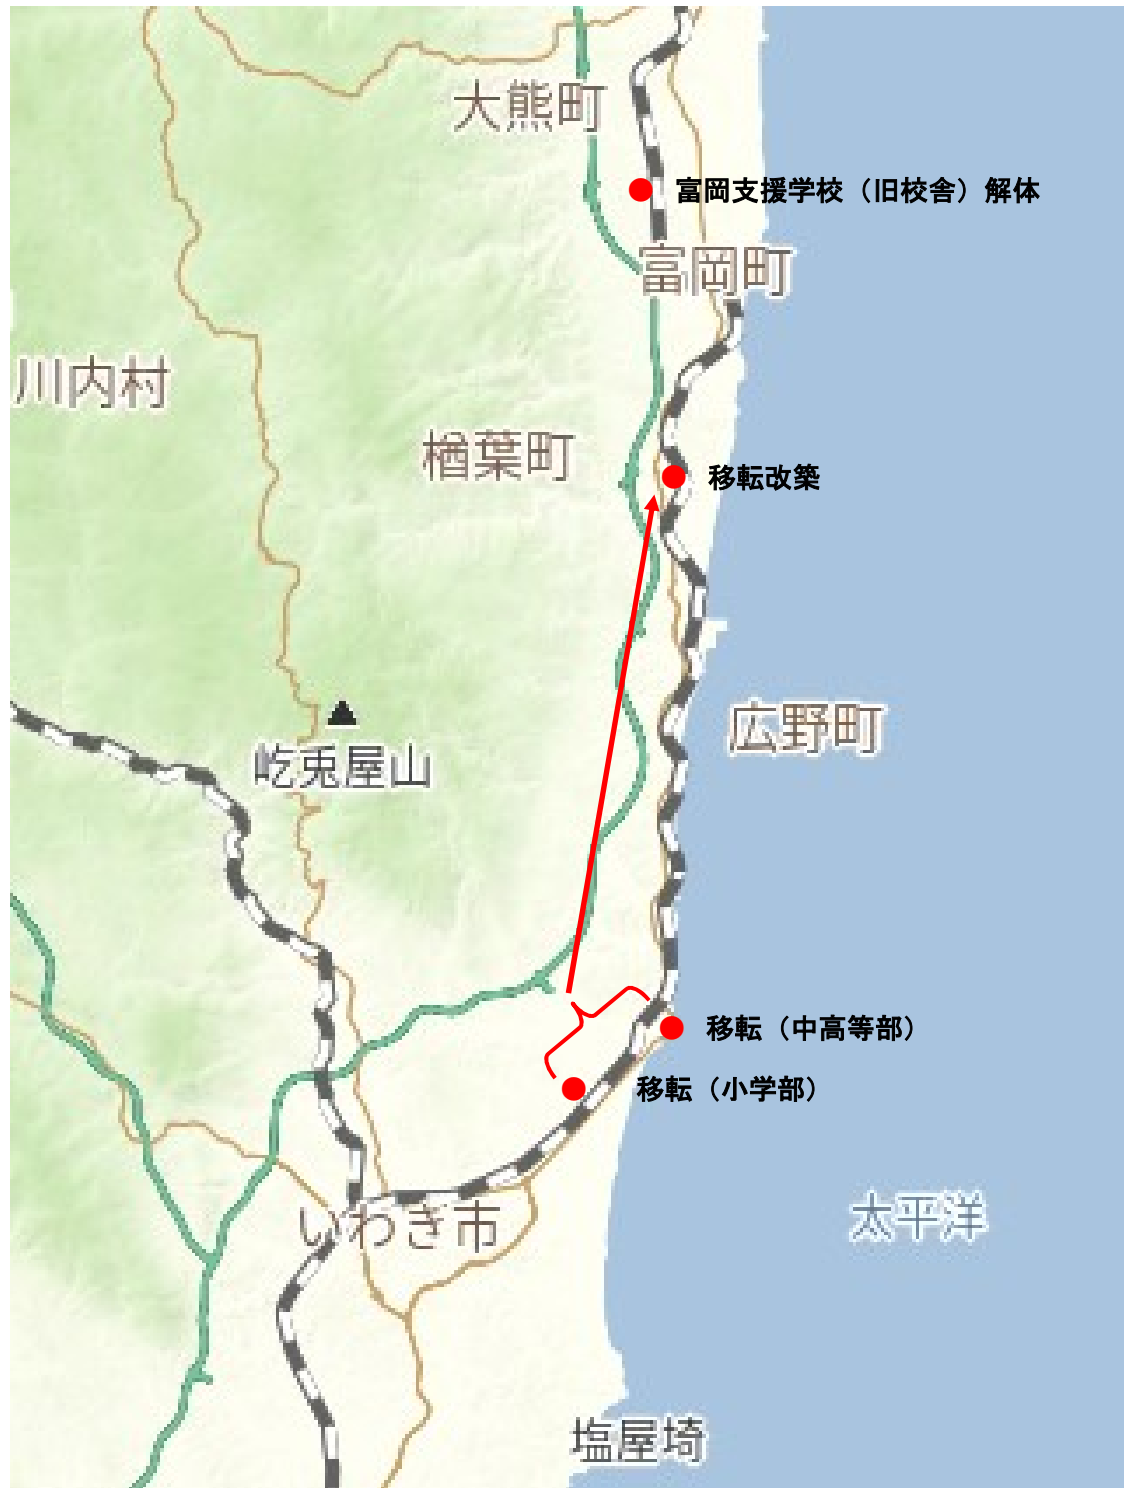 大熊町
富岡支援学校（旧校舎）解体
富岡町
川内村
楢葉町
移転改築
広野町
屹兎屋山
移転（中高等部）
移転（小学部）
いわき市
太平洋
塩屋埼